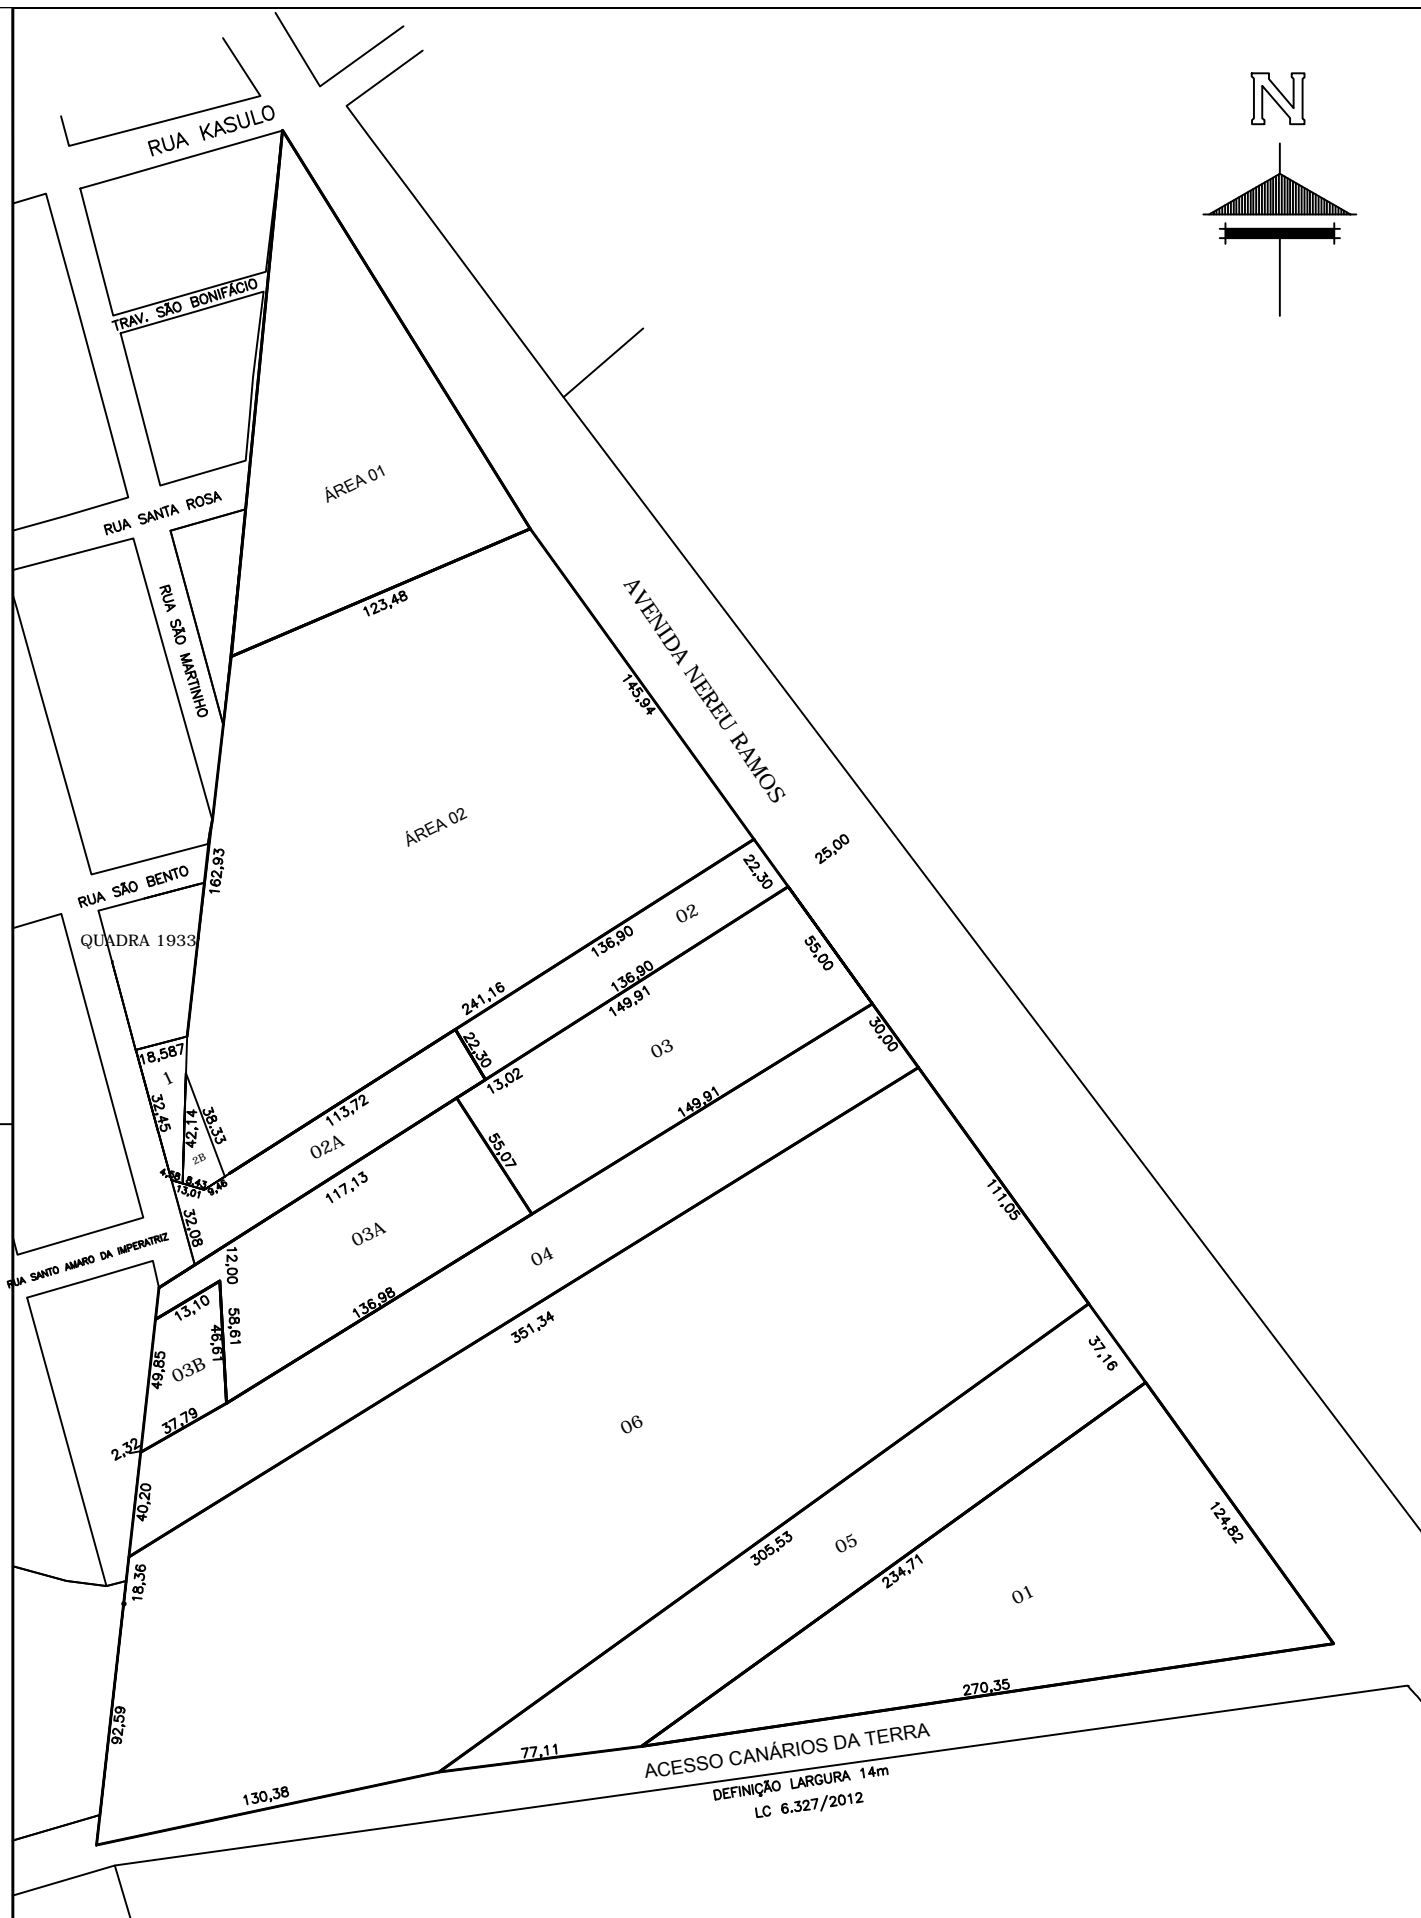 N
RUA KASULO
TRAV. SÃO BONIFÁCIO
ÁREA 01
RUA SANTA ROSA
123,48
RUA SÃO MARTINHO
AVENIDA NEREU RAMOS
145,94
ÁREA 02
25,00
162,93
RUA SÃO BENTO
22,30
02
QUADRA 1933
136,90
55,00
136,90
241,16
149,91
22,30
03
30,00
18,587
1
13,02
32,45
38,33
113,72
149,91
42,14
02A
55,07
2B
4,58
8,43
9,46
13,01
117,13
111,05
32,08
03A
RUA SANTO AMARO DA IMPERATRIZ
12,00
04
13,10
136,98
58,61
46,61
351,34
49,85
03B
37,16
37,79
06
2,32
40,20
124,82
305,53
05
234,71
18,36
01
92,59
270,35
77,11
ACESSO CANÁRIOS DA TERRA
130,38
DEFINIÇÃO LARGURA 14m
LC 6.327/2012